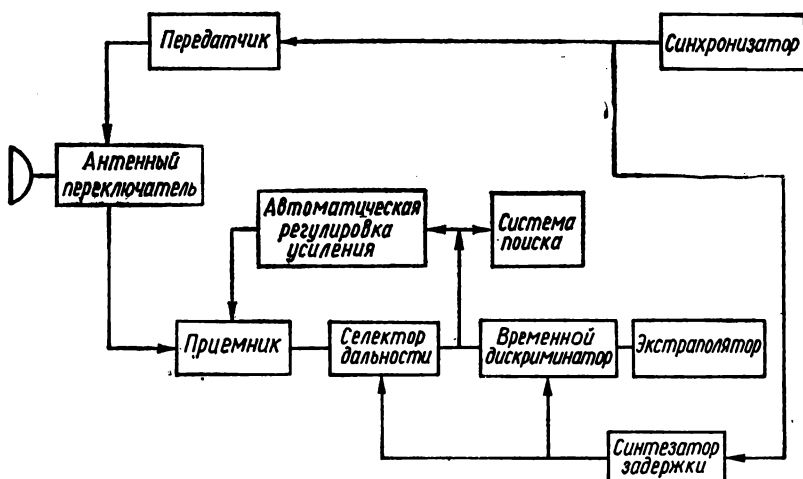 Передатчик
Синхронизатор
Антенный
переключатель
Автоматическая
регулировка
усиления
Система
поиска
Приемник
Селектор
дальности
Временной
дискриминатор
Экстраполятор
Синтезатор
задержки